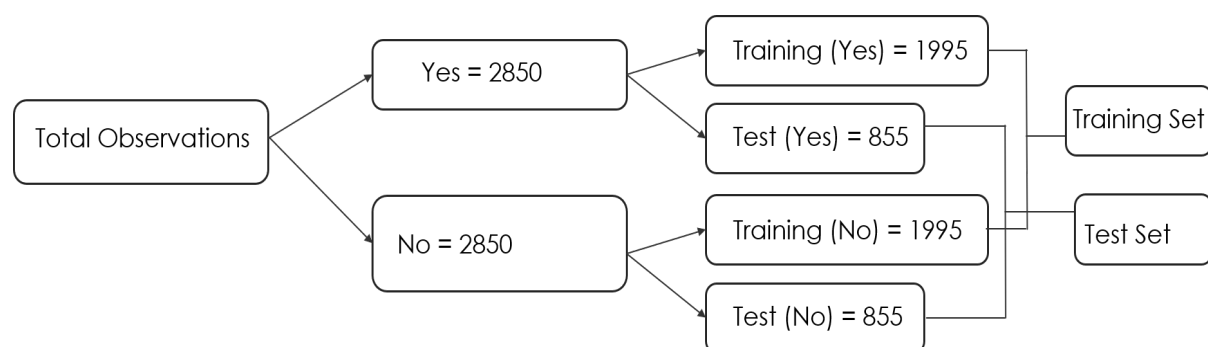 Total Observations
Yes = 2850
No = 2850
Training (Yes) = 1995
Test (Yes) = 855
Training (No) = 1995
Test (No) = 855
Training Set
Test Set